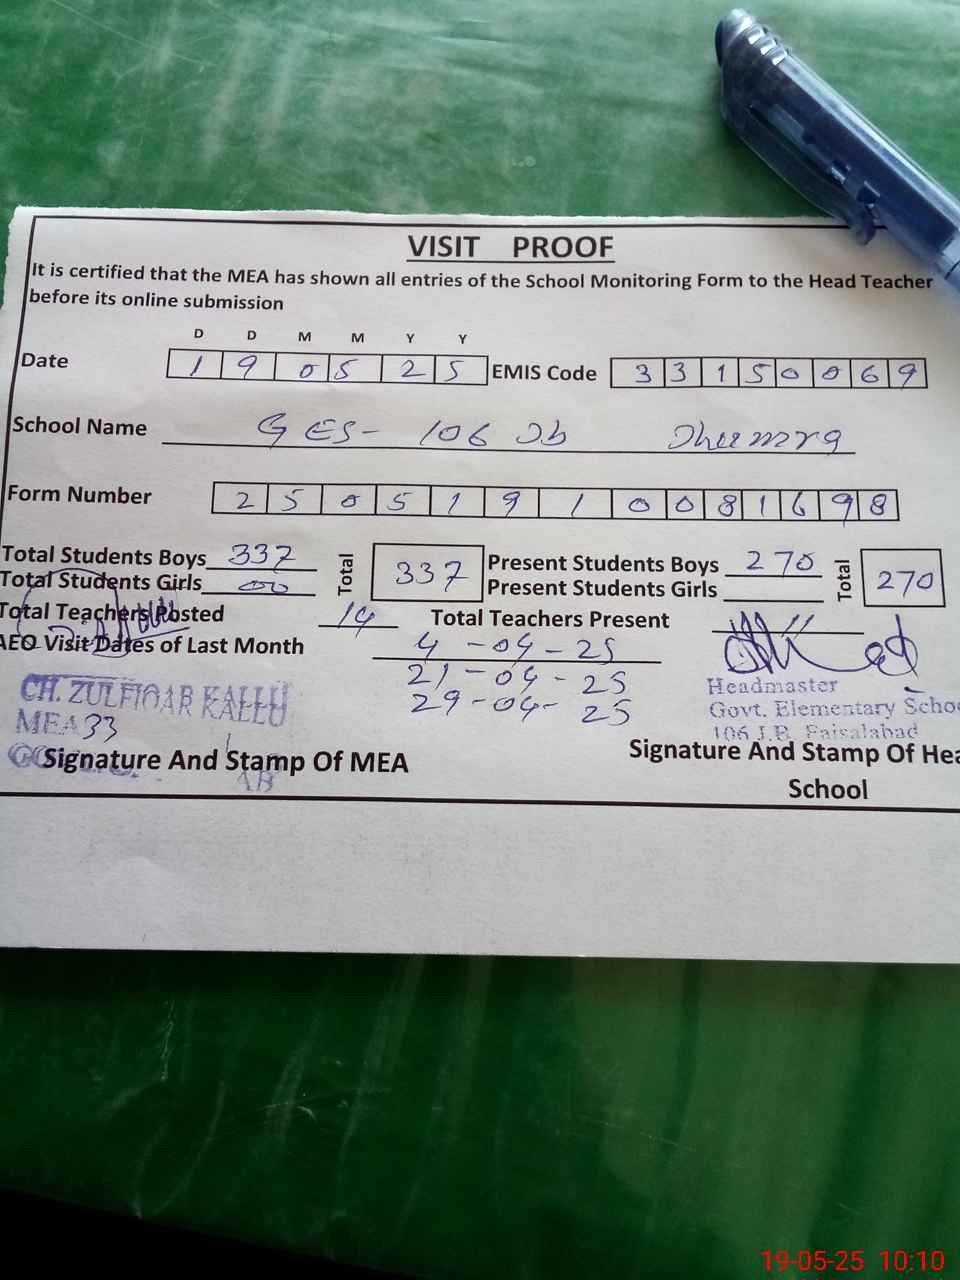 VISIT PROOF
It is certified that the MEA has shown all entries of the School Monitoring Form to the Head Teacher
before its online submission
D D M M Y Y
Date 1 9 0 5 2 5 EMIS Code 3 3 1 5 0 0 6 9
School Name GES- 106 Jb
Form Number 2 5 0 5 1 9 1 0 0 8 1 6 9 8
Total Students Boys 337 Total 337 Present Students Boys 270 Total 270
Total Students Girls 00 Present Students Girls
Total Teachers Posted 14 Total Teachers Present
AEO Visit Dates of Last Month 4-04-25
21-04-25
29-04-25
CH. ZULFIQAR KALLU
MEA 33
Headmaster
Govt. Elementary Schoo
106 J.B. Faisalabad
Signature And Stamp Of MEA
Signature And Stamp Of Hea
School
19-05-25 10:10